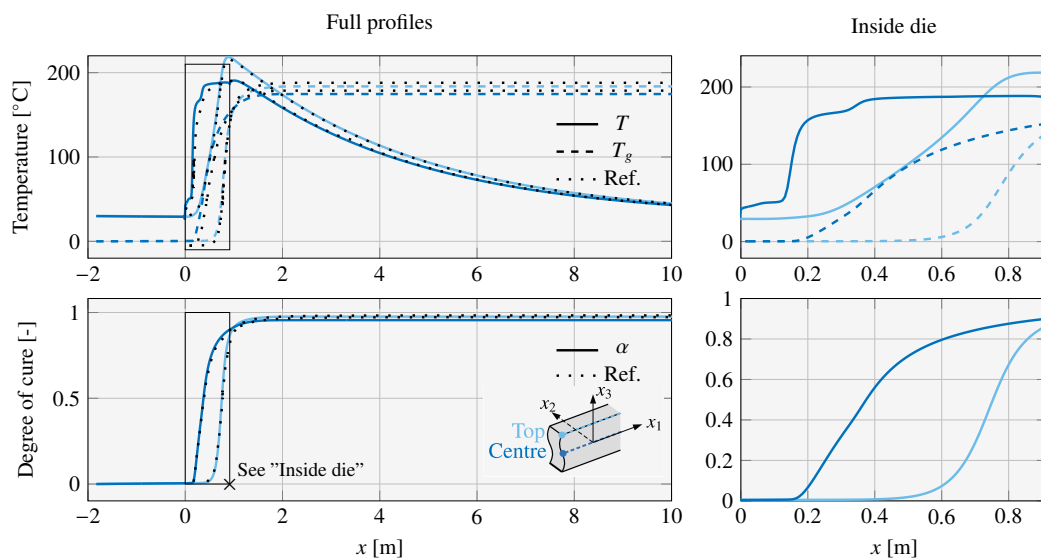 Full profiles
Inside die
Temperature [°C]
200
100
0
T
T_g
Ref.
−2 0 2 4 6 8 10
200
100
0
0 0.2 0.4 0.6 0.8
Degree of cure [-]
1
0.5
0
α
Ref.
x_2
x_3
x_1
Top
Centre
See ”Inside die”
−2 0 2 4 6 8 10
x [m]
1
0.8
0.6
0.4
0.2
0
0 0.2 0.4 0.6 0.8
x [m]